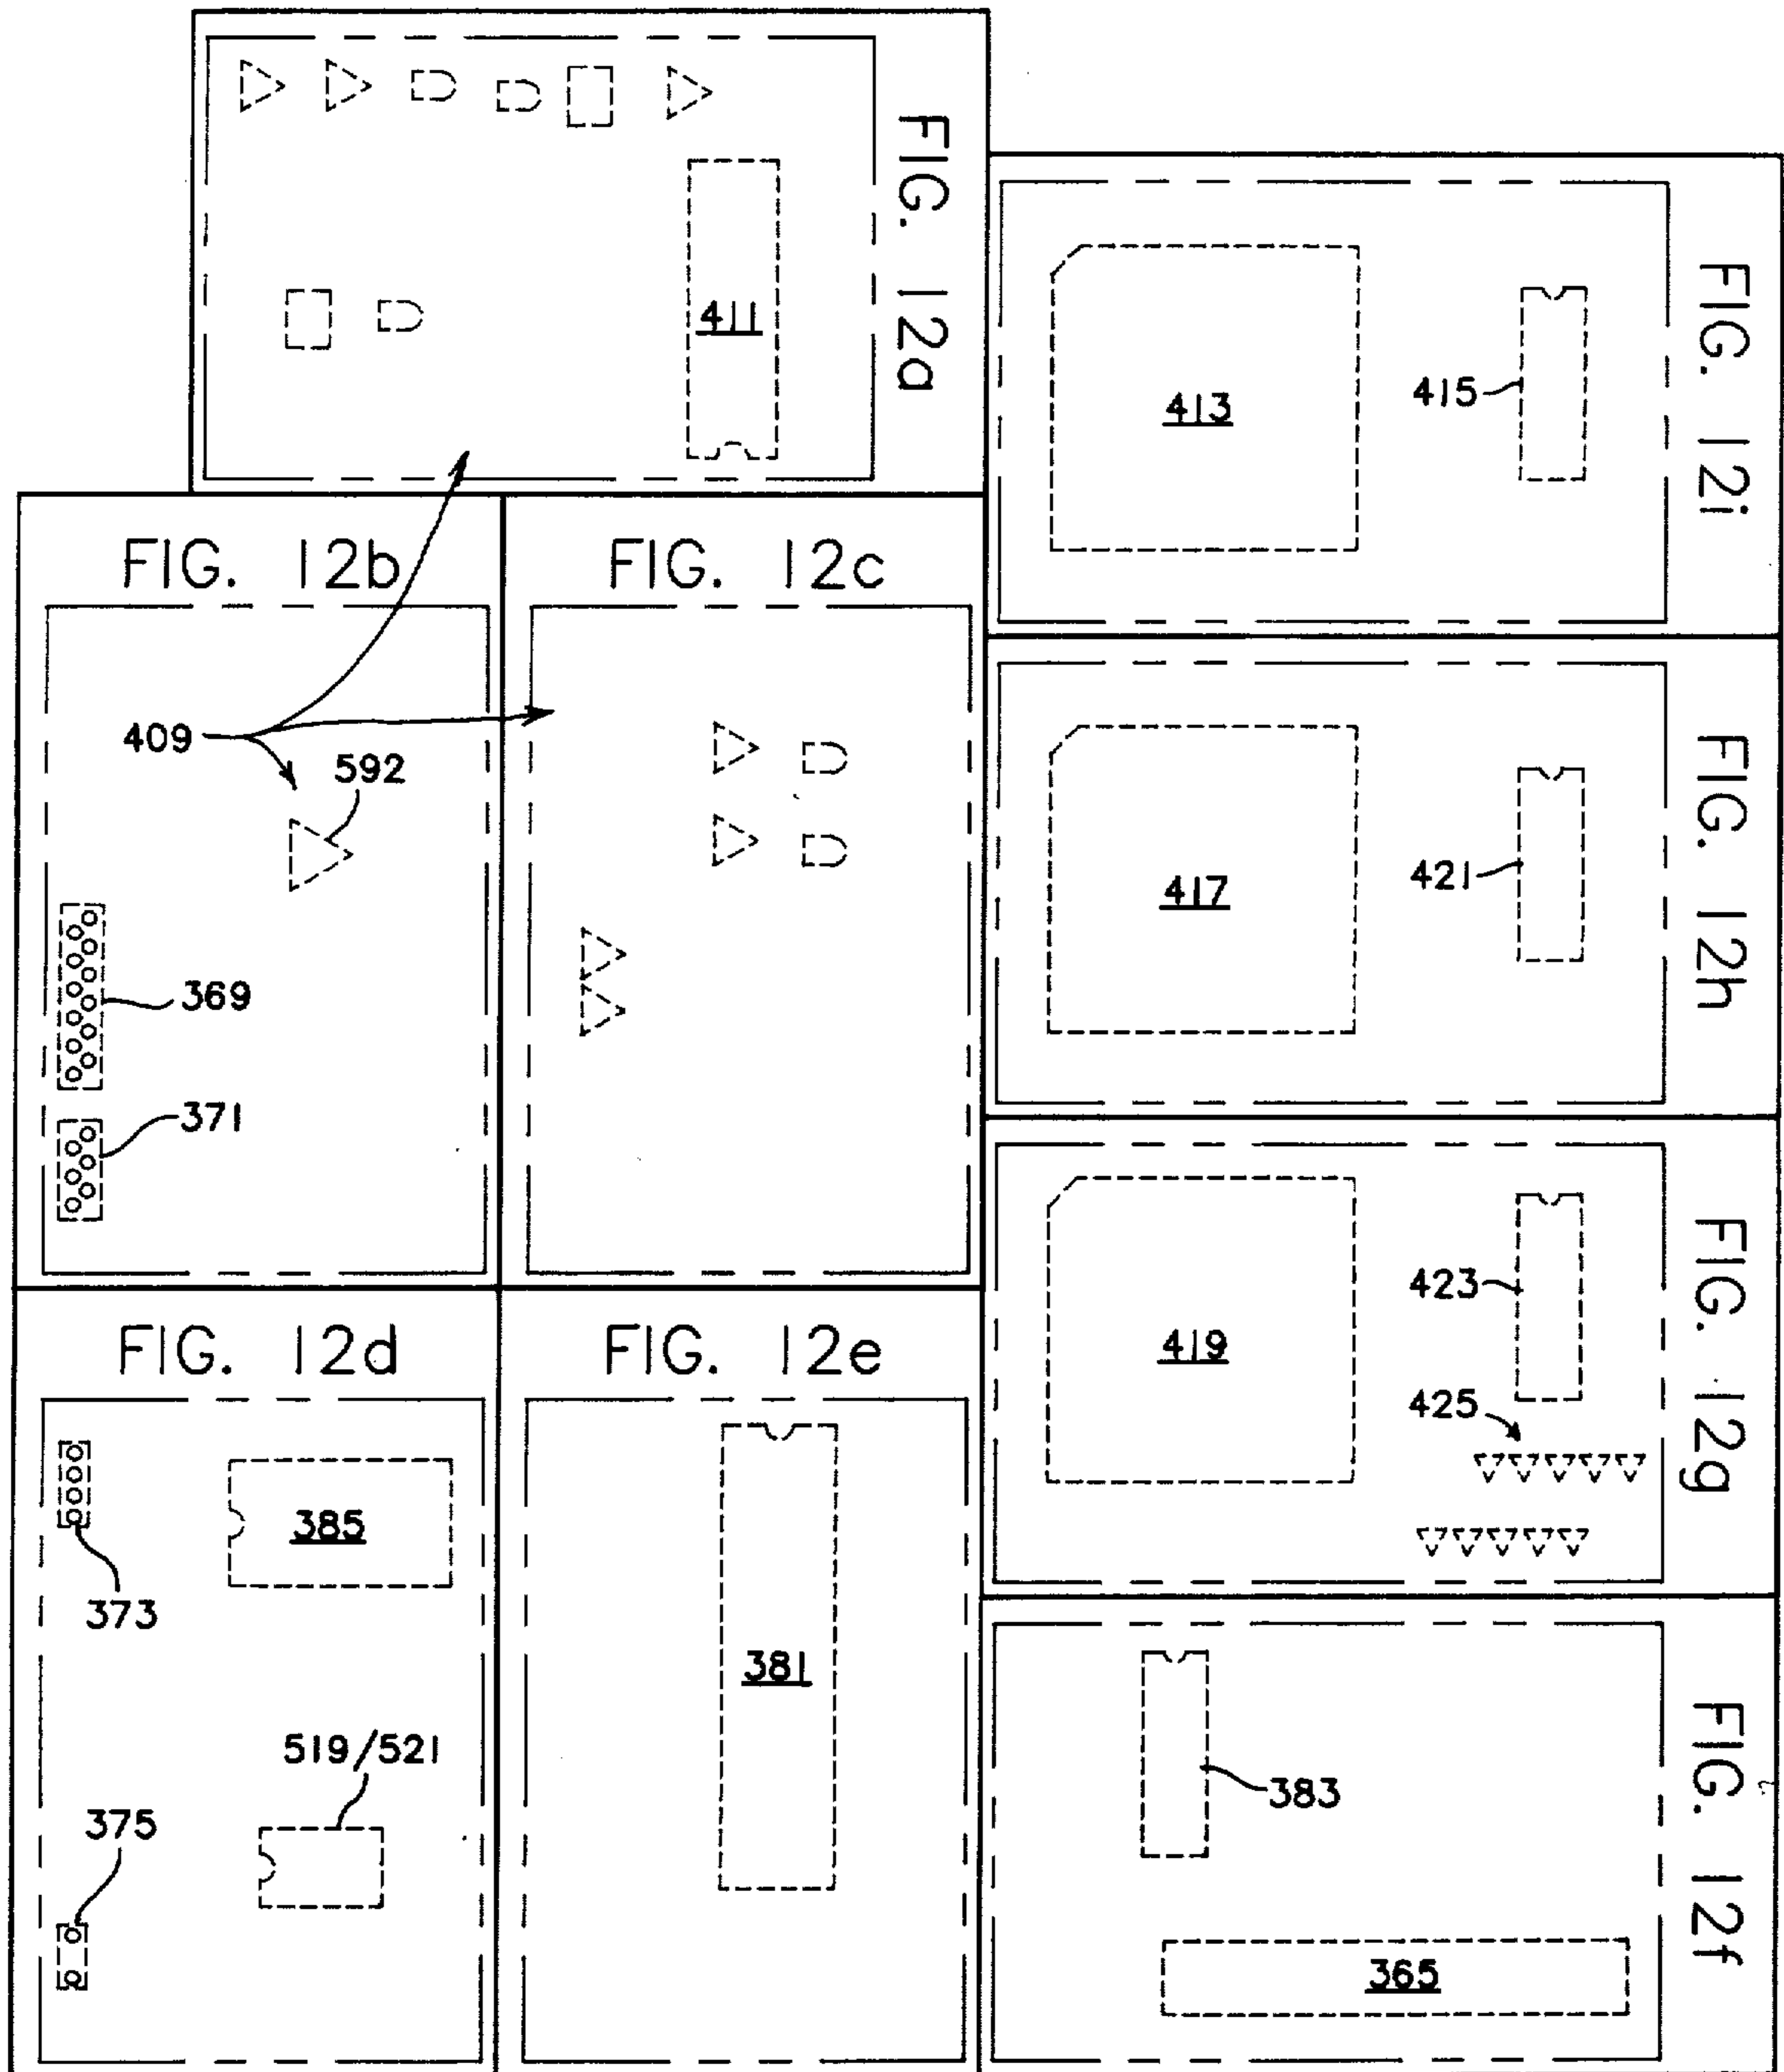 FIG. 12a
411
FIG. 12i
413
415
FIG. 12b
FIG. 12c
409
592
369
371
FIG. 12h
417
421
FIG. 12g
419
423
425
FIG. 12d
373
385
519/521
375
FIG. 12e
381
FIG. 12f
383
365